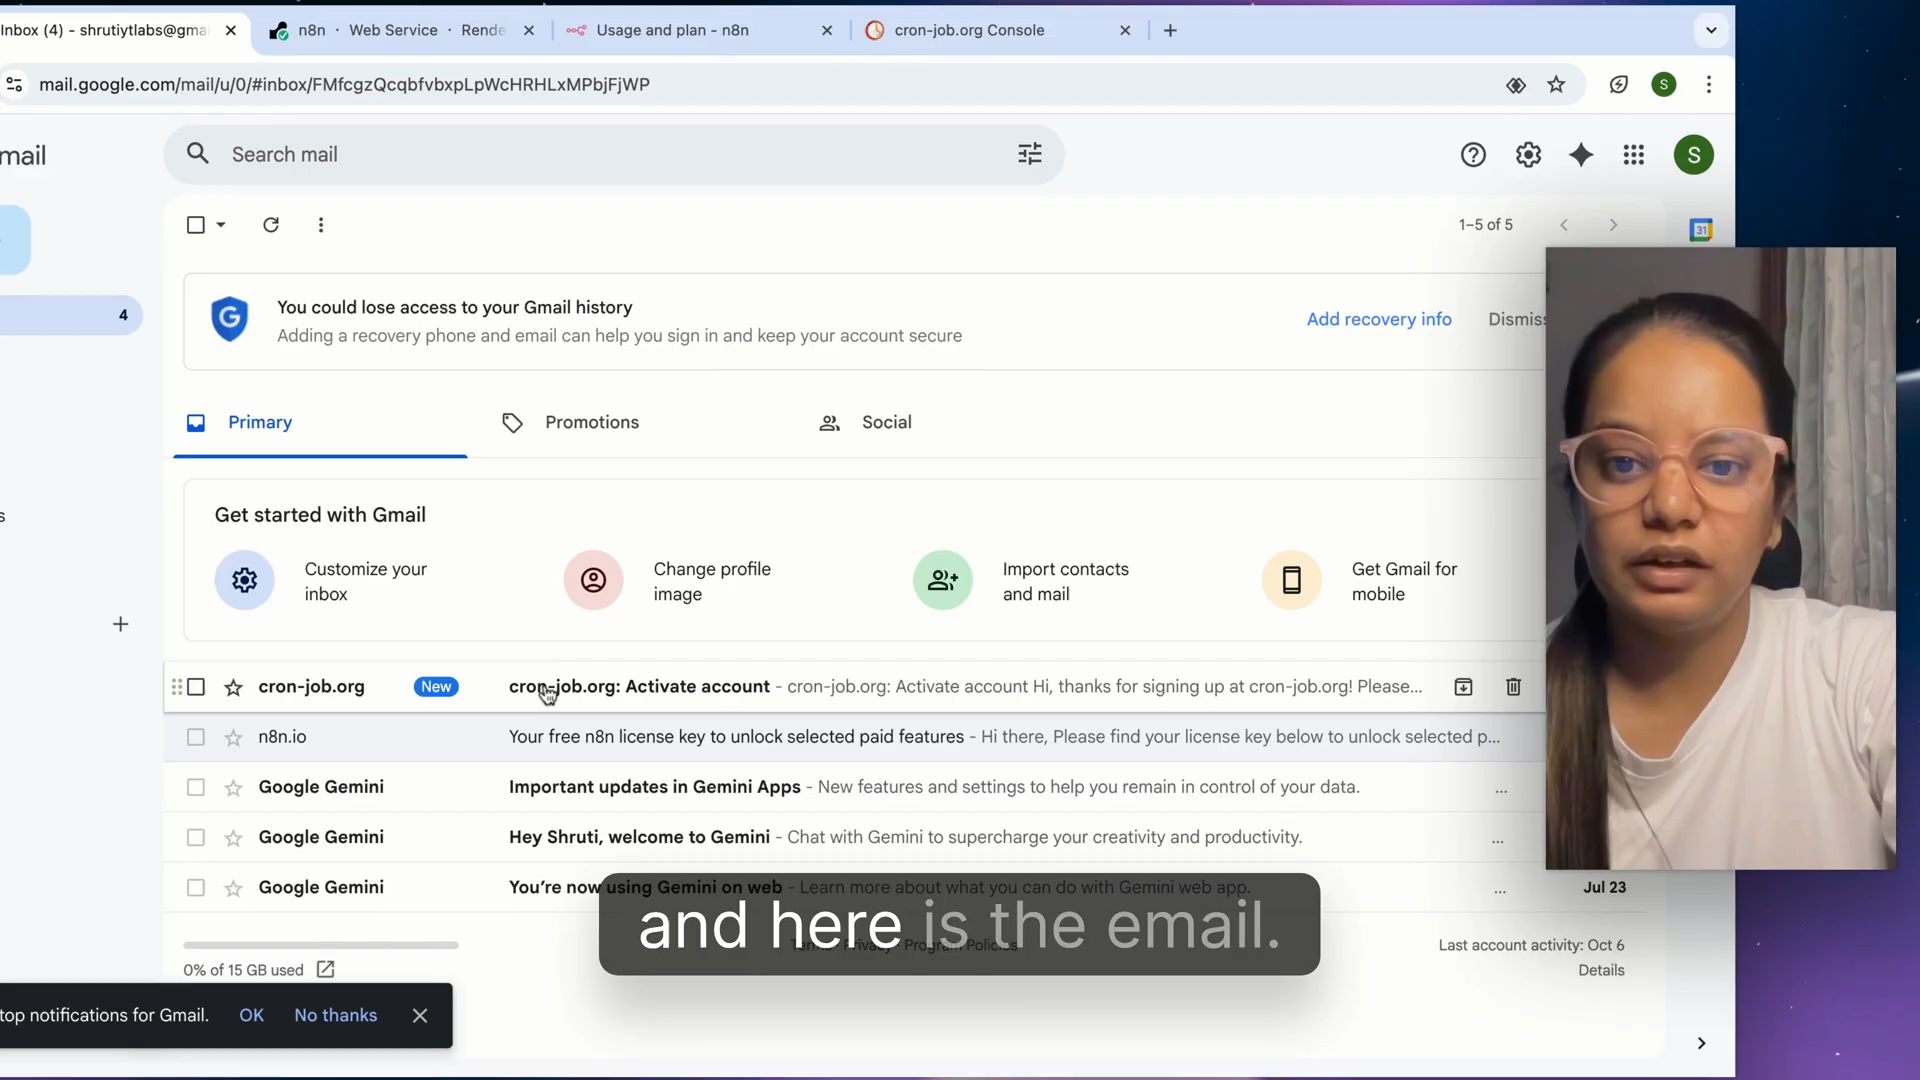 Inbox (4) - shrutiytlabs@gma
n8n · Web Service · Rende
Usage and plan - n8n
cron-job.org Console
mail.google.com/mail/u/0/#inbox/FMfcgzQcqbfvbxpLpWcHRHLxMPbjFjWP
S
mail
Search mail
S
1–5 of 5
31
4
You could lose access to your Gmail history
Adding a recovery phone and email can help you sign in and keep your account secure
Add recovery info
Dismiss
Primary
Promotions
Social
Get started with Gmail
Customize your inbox
Change profile image
Import contacts and mail
Get Gmail for mobile
s
cron-job.org New cron-job.org: Activate account - cron-job.org: Activate account Hi, thanks for signing up at cron-job.org! Please...
n8n.io Your free n8n license key to unlock selected paid features - Hi there, Please find your license key below to unlock selected p...
Google Gemini Important updates in Gemini Apps - New features and settings to help you remain in control of your data. ...
Google Gemini Hey Shruti, welcome to Gemini - Chat with Gemini to supercharge your creativity and productivity. ...
Google Gemini You're now using Gemini on web - Learn more about what you can do with Gemini web app. ... Jul 23
and here is the email.
Terms · Privacy · Program Policies
Last account activity: Oct 6
0% of 15 GB used
Details
top notifications for Gmail. OK No thanks